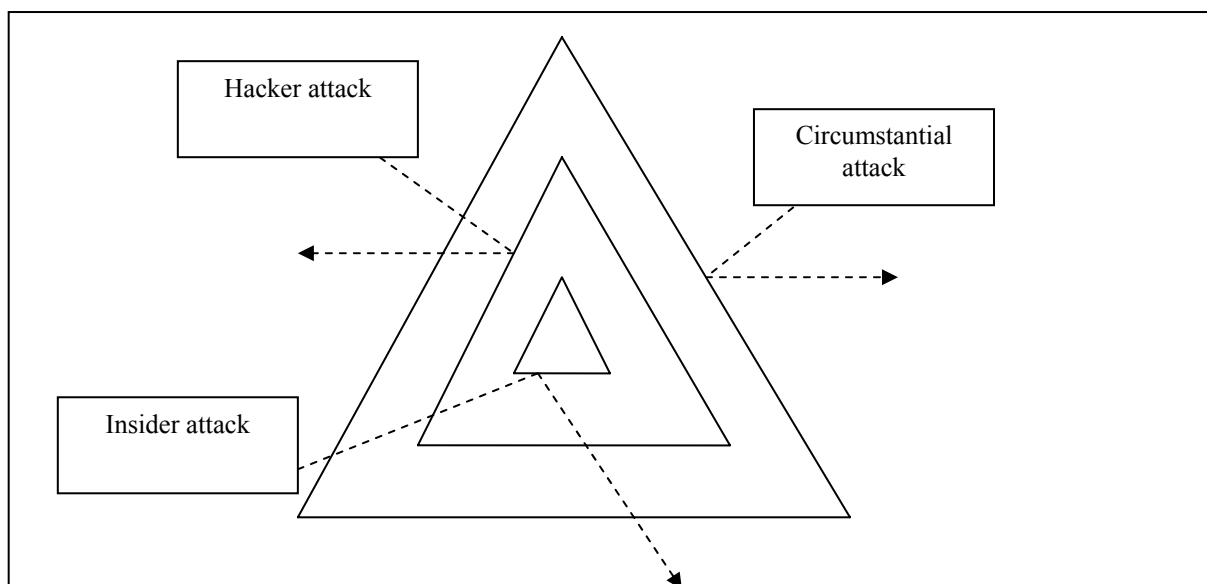 Hacker attack
Circumstantial
attack
Insider attack